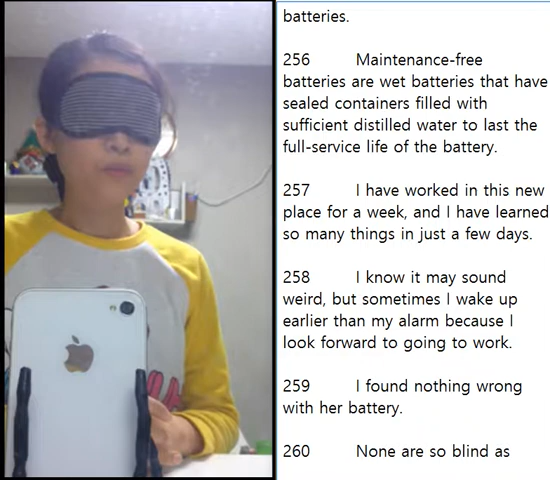 batteries.
256 Maintenance-free
batteries are wet batteries that have
sealed containers filled with
sufficient distilled water to last the
full-service life of the battery.
257 I have worked in this new
place for a week, and I have learned
so many things in just a few days.
258 I know it may sound
weird, but sometimes I wake up
earlier than my alarm because I
look forward to going to work.
259 I found nothing wrong
with her battery.
260 None are so blind as